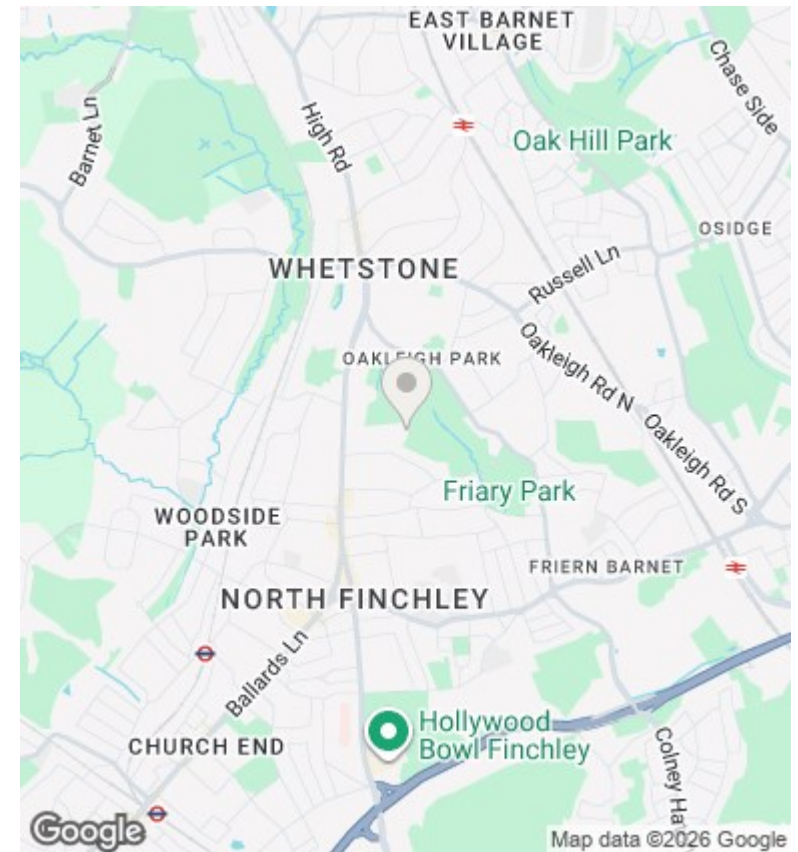 EAST BARNET
VILLAGE
Chase Side
Barnet Ln
High Rd
Oak Hill Park
OSIDGE
WHETSTONE
Russell Ln
OAKLEIGH PARK
Oakleigh Rd N
Oakleigh Rd S
Friary Park
WOODSIDE
PARK
FRIERN BARNET
NORTH FINCHLEY
Ballards Ln
Hollywood
Bowl Finchley
CHURCH END
Colney Ha
Google
Map data ©2026 Google